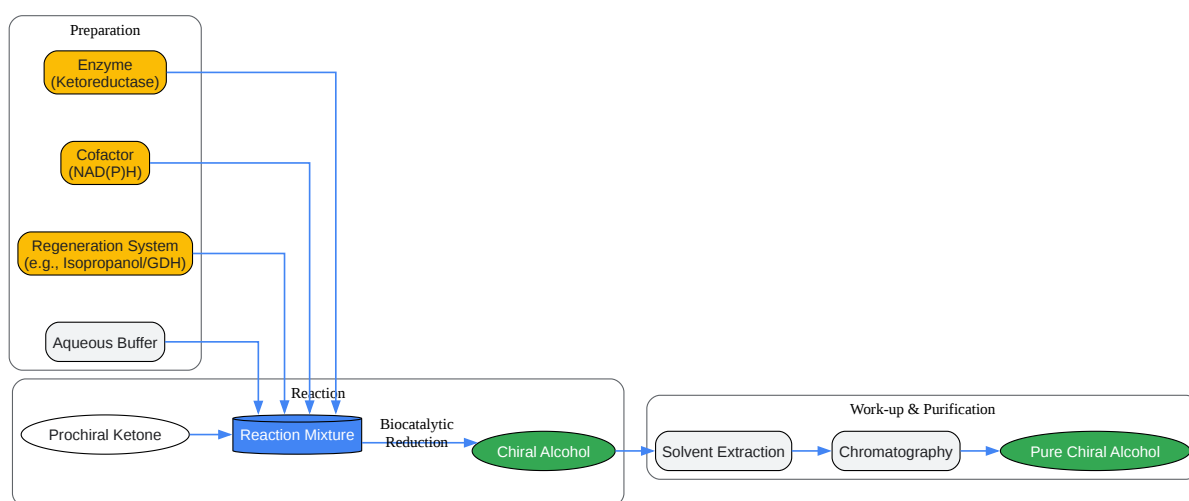 Preparation
Enzyme
(Ketoreductase)
Cofactor
(NAD(P)H)
Regeneration System
(e.g., Isopropanol/GDH)
Aqueous Buffer
Reaction
Prochiral Ketone
Reaction Mixture
Biocatalytic
Reduction
Chiral Alcohol
Work-up & Purification
Solvent Extraction
Chromatography
Pure Chiral Alcohol